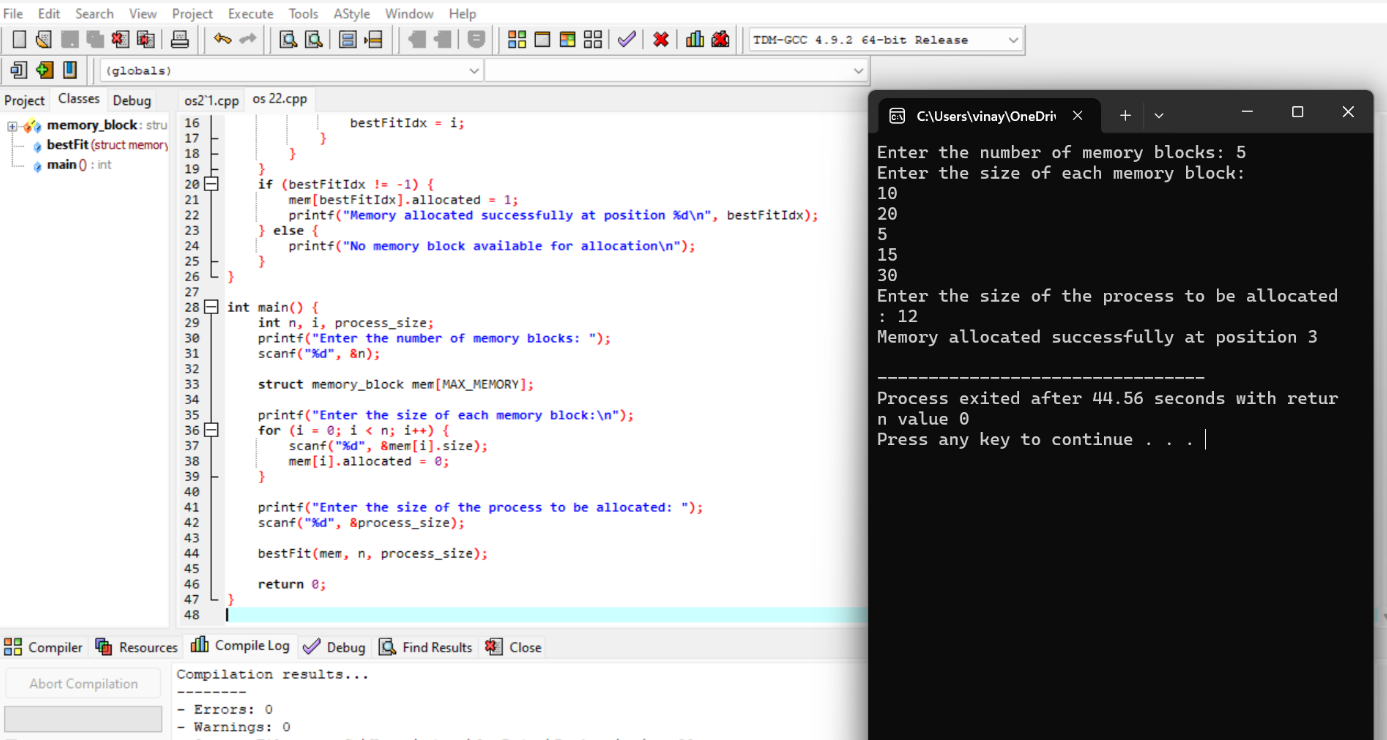 File Edit Search View Project Execute Tools AStyle Window Help
TDM-GCC 4.9.2 64-bit Release
(globals)
Project Classes Debug
os2`1.cpp os 22.cpp
memory_block : stru
bestFit (struct memory
main () : int
16 bestFitIdx = i;
17 }
18 }
19 }
20 if (bestFitIdx != -1) {
21 mem[bestFitIdx].allocated = 1;
22 printf("Memory allocated successfully at position %d\n", bestFitIdx);
23 } else {
24 printf("No memory block available for allocation\n");
25 }
26 }
27
28 int main() {
29 int n, i, process_size;
30 printf("Enter the number of memory blocks: ");
31 scanf("%d", &n);
32
33 struct memory_block mem[MAX_MEMORY];
34
35 printf("Enter the size of each memory block:\n");
36 for (i = 0; i < n; i++) {
37 scanf("%d", &mem[i].size);
38 mem[i].allocated = 0;
39 }
40
41 printf("Enter the size of the process to be allocated: ");
42 scanf("%d", &process_size);
43
44 bestFit(mem, n, process_size);
45
46 return 0;
47 }
48
C:\Users\vinay\OneDri
Enter the number of memory blocks: 5
Enter the size of each memory block:
10
20
5
15
30
Enter the size of the process to be allocated
: 12
Memory allocated successfully at position 3
--------------------------------
Process exited after 44.56 seconds with retur
n value 0
Press any key to continue . . .
Compiler Resources Compile Log Debug Find Results Close
Abort Compilation
Compilation results...
--------
- Errors: 0
- Warnings: 0